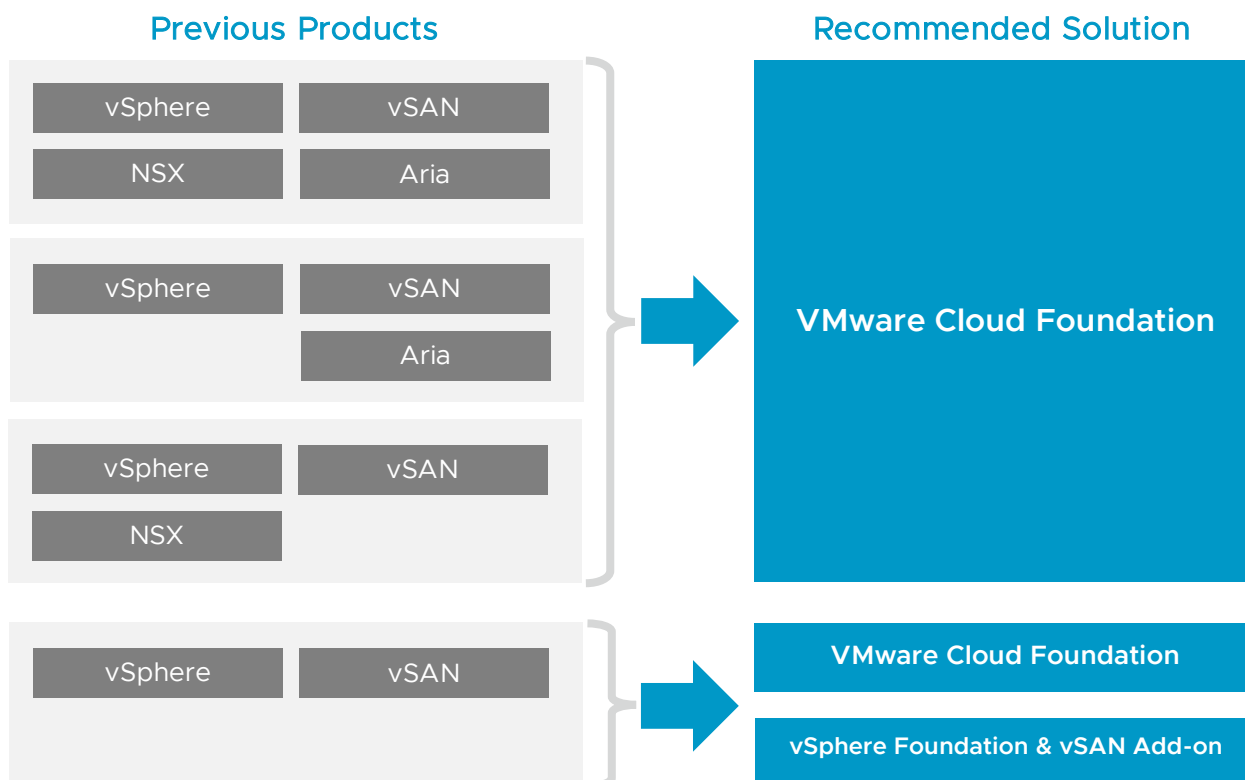 Previous Products
Recommended Solution
vSphere
vSAN
NSX
Aria
vSphere
vSAN
Aria
vSphere
vSAN
NSX
VMware Cloud Foundation
vSphere
vSAN
VMware Cloud Foundation
vSphere Foundation & vSAN Add-on